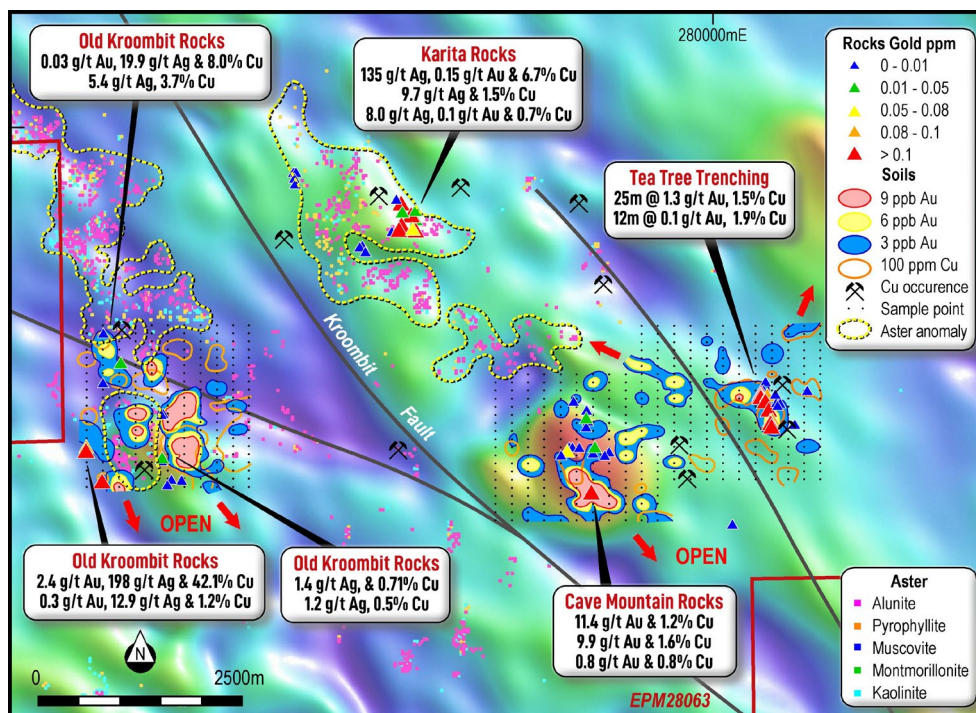 Old Kroombit Rocks
0.03 g/t Au, 19.9 g/t Ag & 8.0% Cu
5.4 g/t Ag, 3.7% Cu
Karita Rocks
135 g/t Ag, 0.15 g/t Au & 6.7% Cu
9.7 g/t Ag & 1.5% Cu
8.0 g/t Ag, 0.1 g/t Au & 0.7% Cu
280000mE
Rocks Gold ppm
0 - 0.01
0.01 - 0.05
0.05 - 0.08
0.08 - 0.1
> 0.1
Soils
9 ppb Au
6 ppb Au
3 ppb Au
100 ppm Cu
Cu occurence
Sample point
Aster anomaly
Tea Tree Trenching
25m @ 1.3 g/t Au, 1.5% Cu
12m @ 0.1 g/t Au, 1.9% Cu
Kroombit
Fault
OPEN
OPEN
Old Kroombit Rocks
2.4 g/t Au, 198 g/t Ag & 42.1% Cu
0.3 g/t Au, 12.9 g/t Ag & 1.2% Cu
Old Kroombit Rocks
1.4 g/t Ag, & 0.71% Cu
1.2 g/t Ag, 0.5% Cu
Cave Mountain Rocks
11.4 g/t Au & 1.2% Cu
9.9 g/t Au & 1.6% Cu
0.8 g/t Au & 0.8% Cu
Aster
Alunite
Pyrophyllite
Muscovite
Montmorillonite
Kaolinite
N
0 2500m
EPM28063